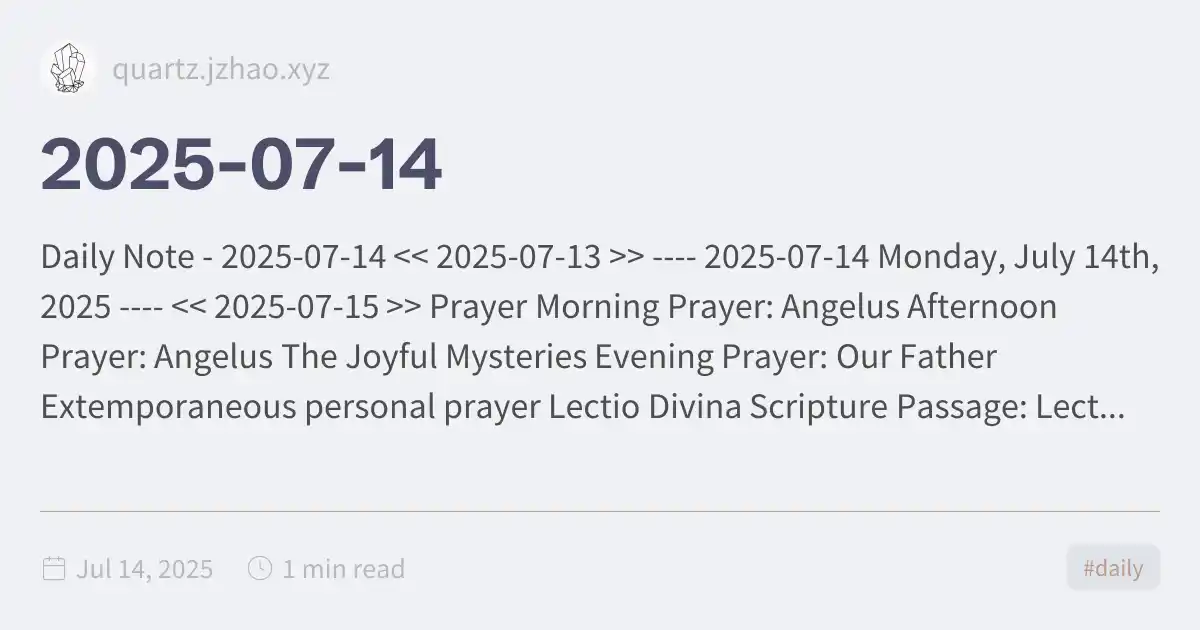 quartz.jzhao.xyz
2025-07-14
Daily Note - 2025-07-14 << 2025-07-13 >> ---- 2025-07-14 Monday, July 14th,
2025 ---- << 2025-07-15 >> Prayer Morning Prayer: Angelus Afternoon
Prayer: Angelus The Joyful Mysteries Evening Prayer: Our Father
Extemporaneous personal prayer Lectio Divina Scripture Passage: Lect...
Jul 14, 2025 1 min read #daily